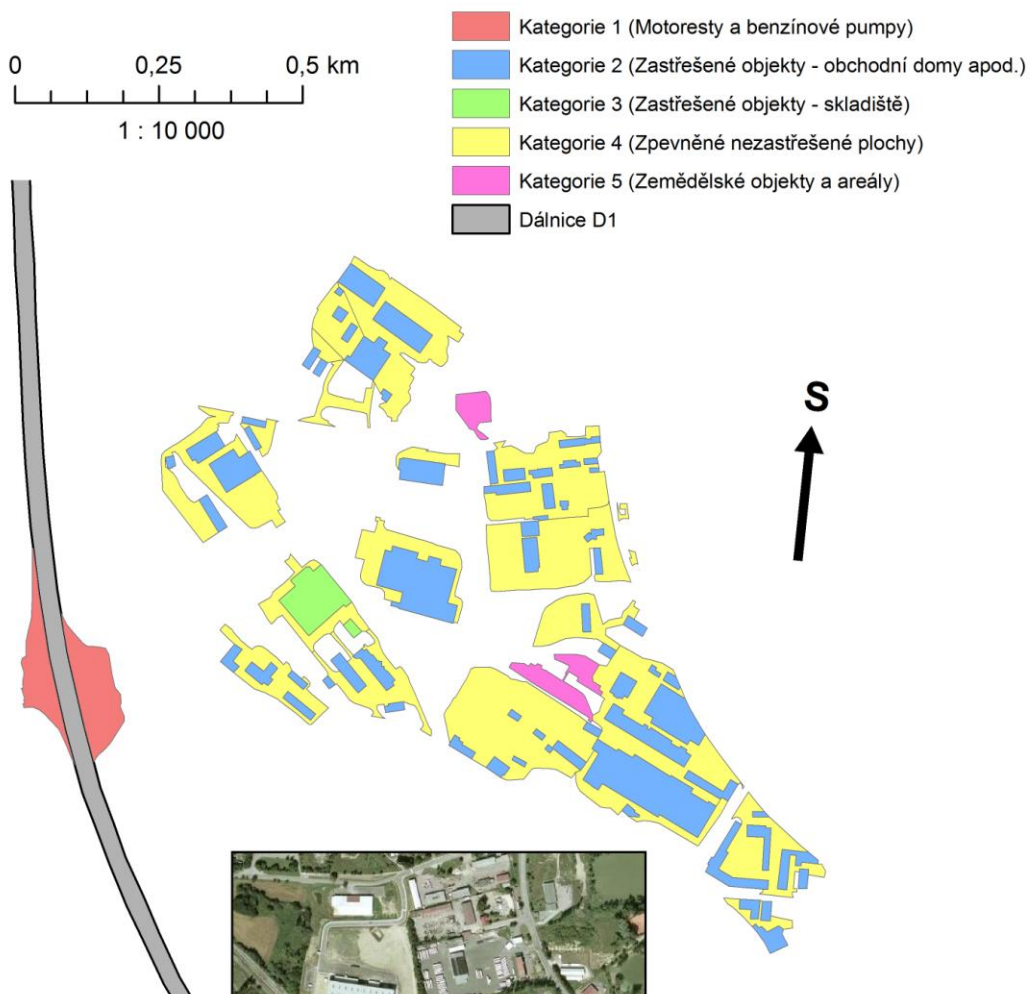 Kategorie 1 (Motoresty a benzínové pumpy)
0 0,25 0,5 km
Kategorie 2 (Zastřešené objekty - obchodní domy apod.)
Kategorie 3 (Zastřešené objekty - skladiště)
1 : 10 000
Kategorie 4 (Zpevněné nezastřešené plochy)
Kategorie 5 (Zemědělské objekty a areály)
Dálnice D1
S